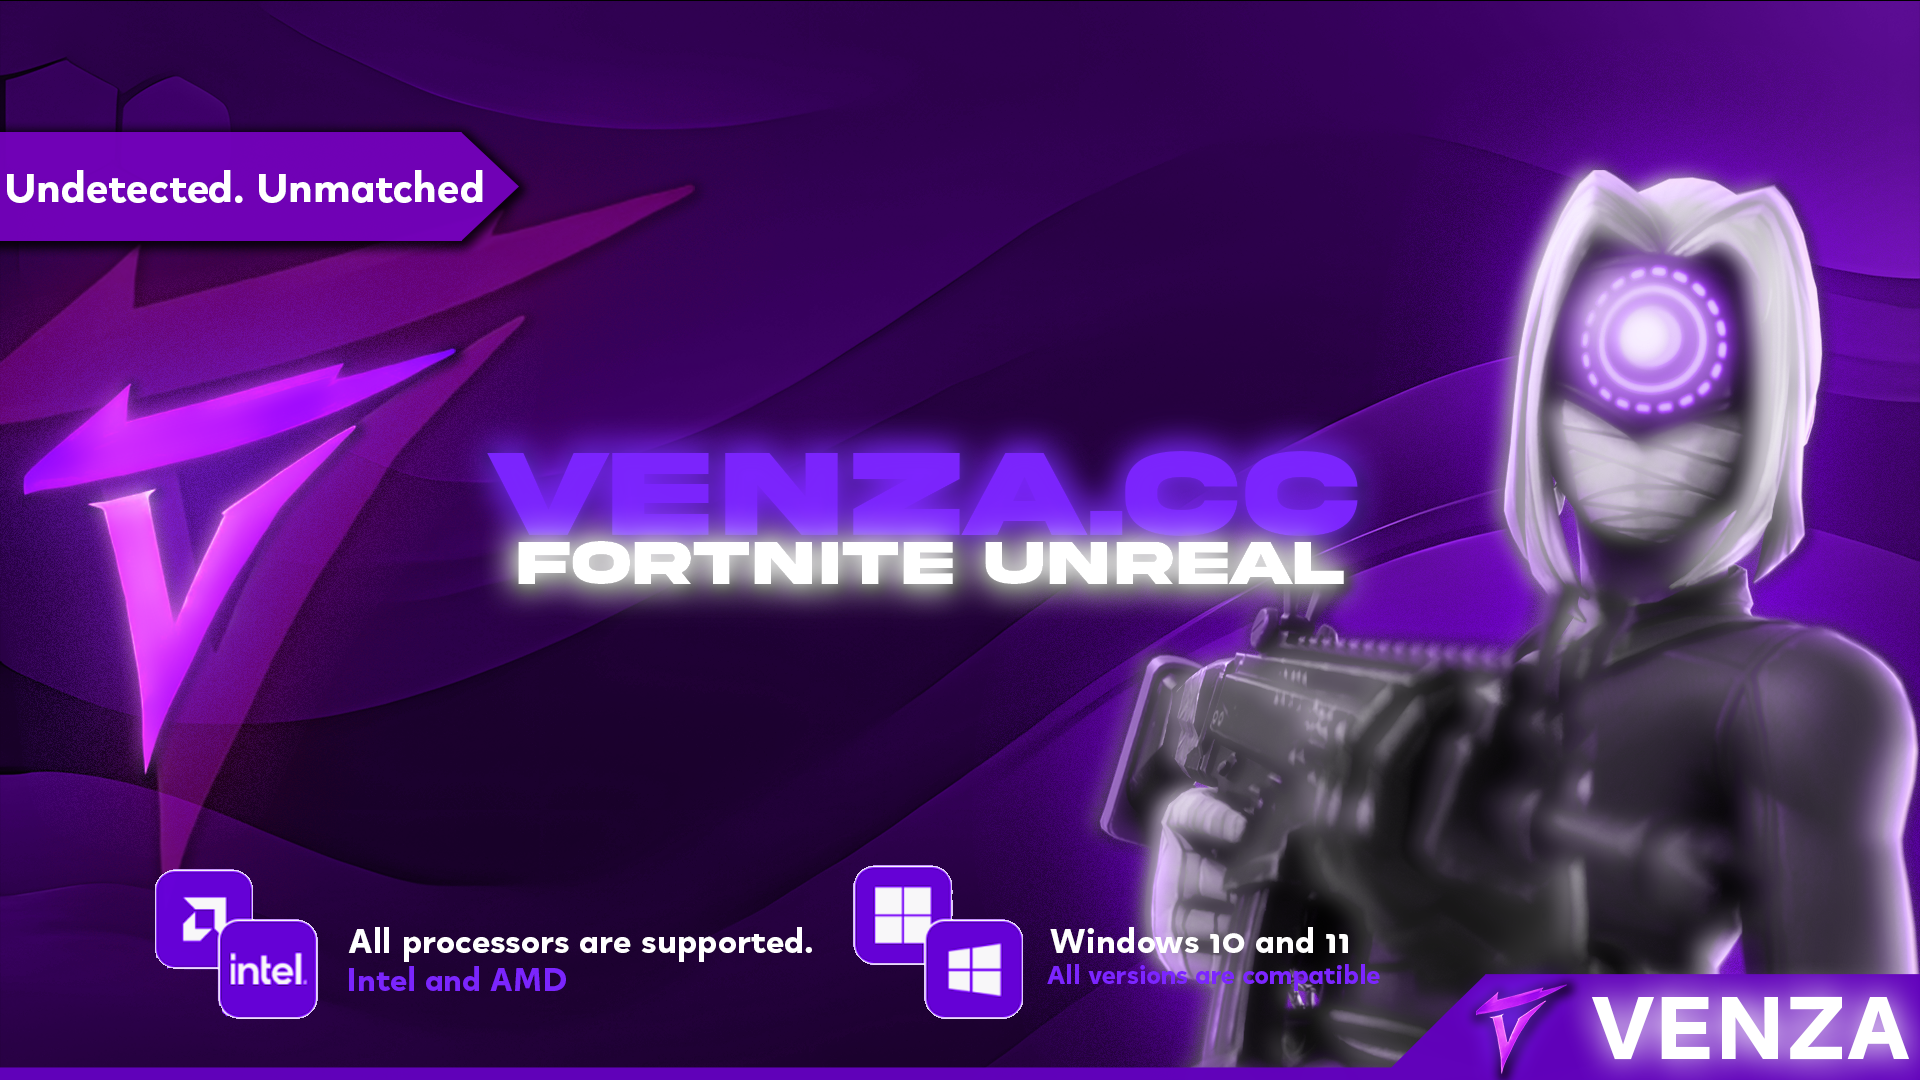 Undetected. Unmatched
VENZA.CC
FORTNITE UNREAL
intel.
All processors are supported.
Intel and AMD
Windows 10 and 11
All versions are compatible
VENZA